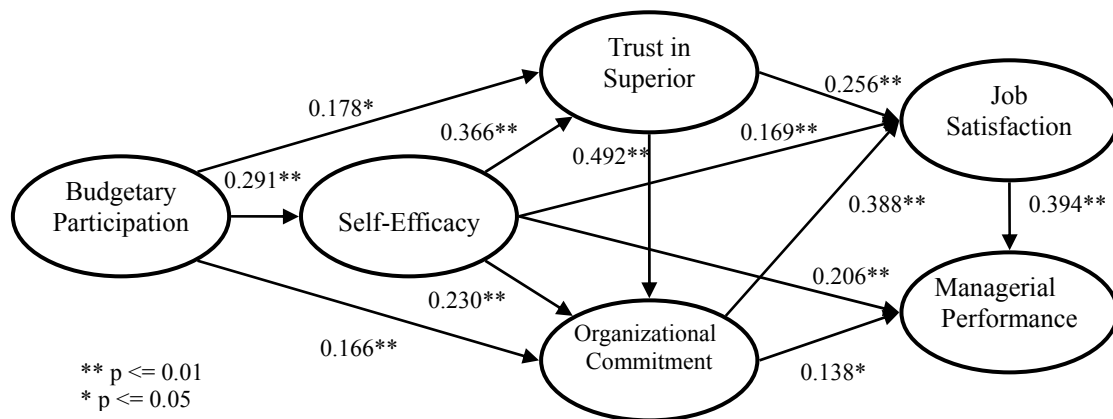 Trust in
Superior
0.256**
Job
Satisfaction
0.178*
0.366**
0.169**
0.492**
Budgetary
Participation
0.291**
Self-Efficacy
0.388**
0.394**
0.230**
0.206**
Managerial
Performance
Organizational
Commitment
0.166**
0.138*
** p <= 0.01
* p <= 0.05